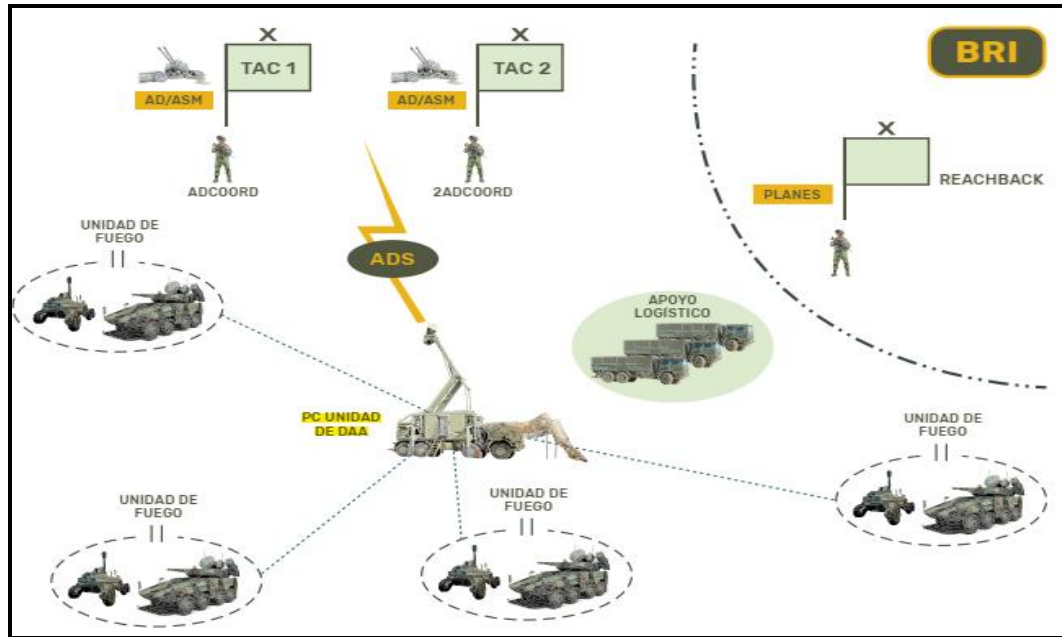 X
X
BRI
TAC 1
TAC 2
AD/ASM
AD/ASM
X
ADCOORD
2ADCOORD
PLANES
REACHBACK
UNIDAD DE
FUEGO
ADS
APOYO
LOGÍSTICO
PC UNIDAD
DE DAA
UNIDAD DE
FUEGO
UNIDAD DE
FUEGO
UNIDAD DE
FUEGO